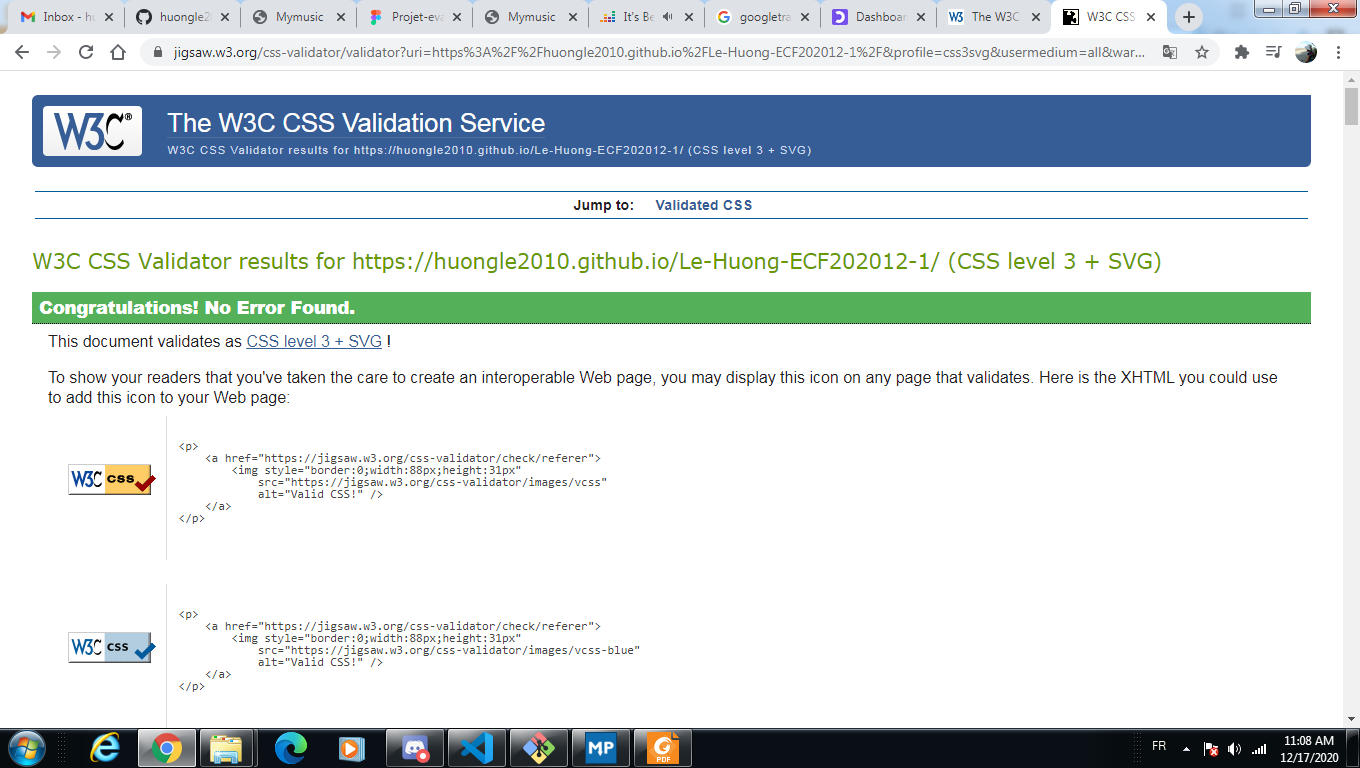 Inbox - hu
huongle2
Mymusic
Projet-eva
Mymusic
It's Be
googletra
Dashboar
The W3C
W3C CSS
jigsaw.w3.org/css-validator/validator?uri=https%3A%2F%2Fhuongle2010.github.io%2FLe-Huong-ECF202012-1%2F&profile=css3svg&usermedium=all&war...
W3C® The W3C CSS Validation Service
W3C CSS Validator results for https://huongle2010.github.io/Le-Huong-ECF202012-1/ (CSS level 3 + SVG)
Jump to: Validated CSS
W3C CSS Validator results for https://huongle2010.github.io/Le-Huong-ECF202012-1/ (CSS level 3 + SVG)
Congratulations! No Error Found.
This document validates as CSS level 3 + SVG !
To show your readers that you've taken the care to create an interoperable Web page, you may display this icon on any page that validates. Here is the XHTML you could use
to add this icon to your Web page:
W3C css
<p>
<a href="https://jigsaw.w3.org/css-validator/check/referer">
<img style="border:0;width:88px;height:31px"
src="https://jigsaw.w3.org/css-validator/images/vcss"
alt="Valid CSS!" />
</a>
</p>
W3C css
<p>
<a href="https://jigsaw.w3.org/css-validator/check/referer">
<img style="border:0;width:88px;height:31px"
src="https://jigsaw.w3.org/css-validator/images/vcss-blue"
alt="Valid CSS!" />
</a>
</p>
MP
PDF
FR
11:08 AM
12/17/2020